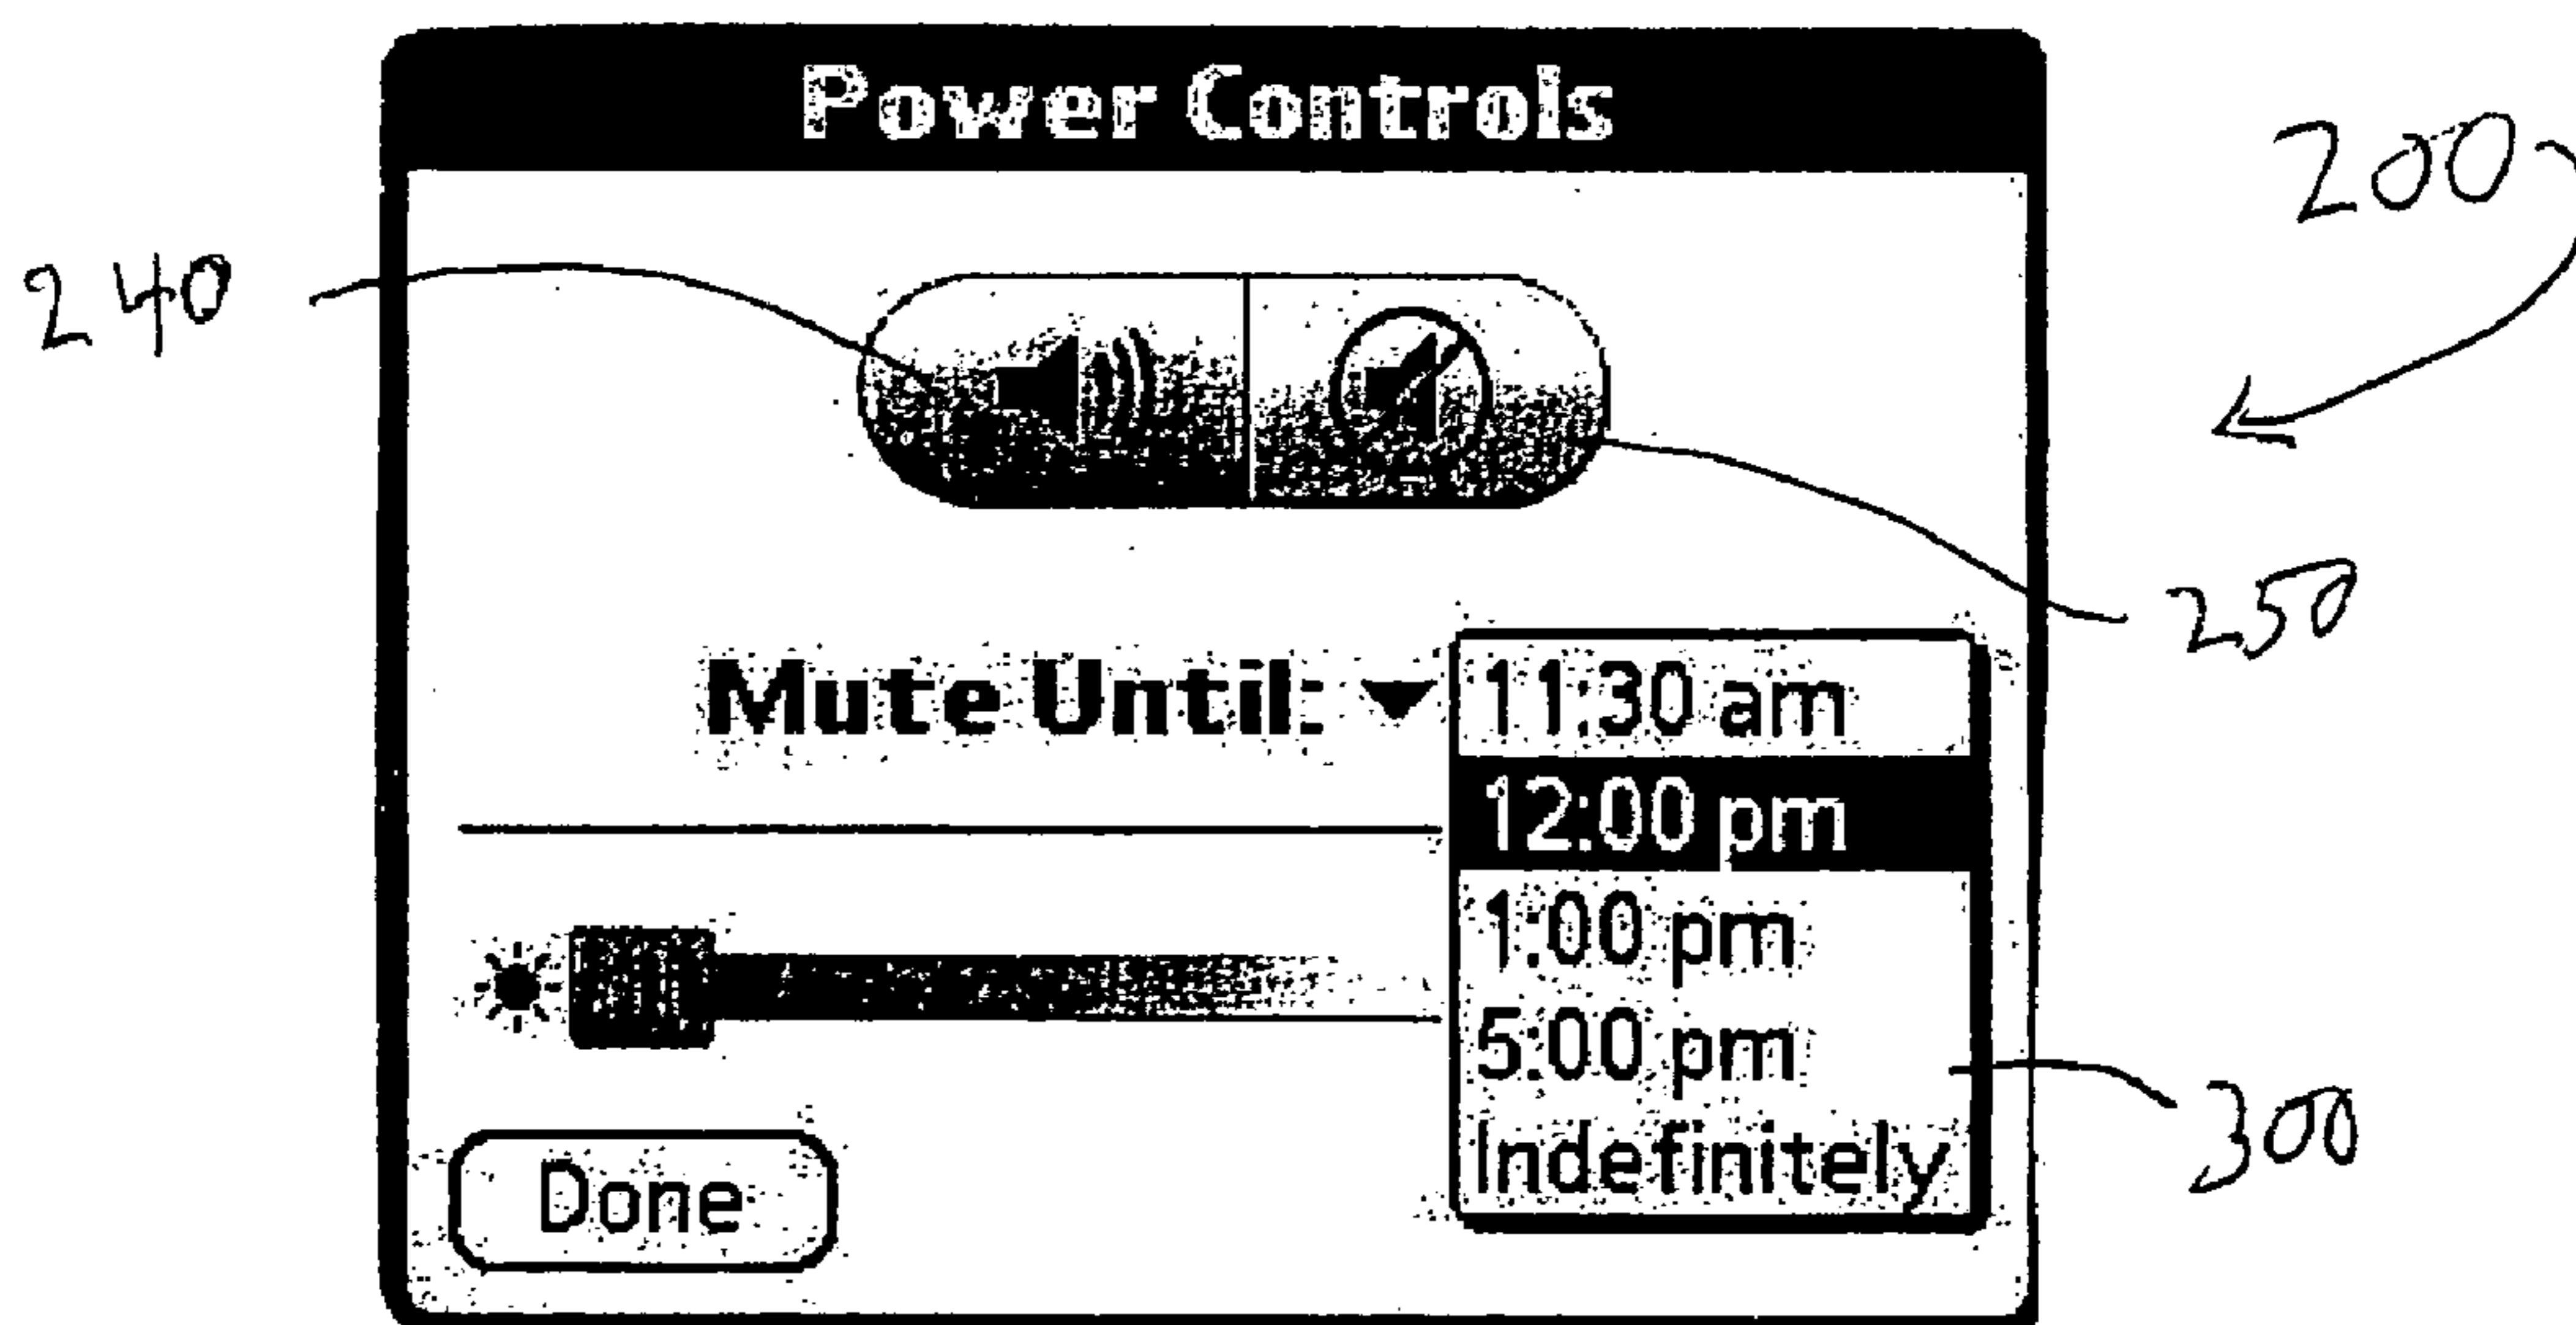 Power Controls
200
240
250
Mute Until: 11:30 am
12:00 pm
1:00 pm
5:00 pm
300
Indefinitely
Done